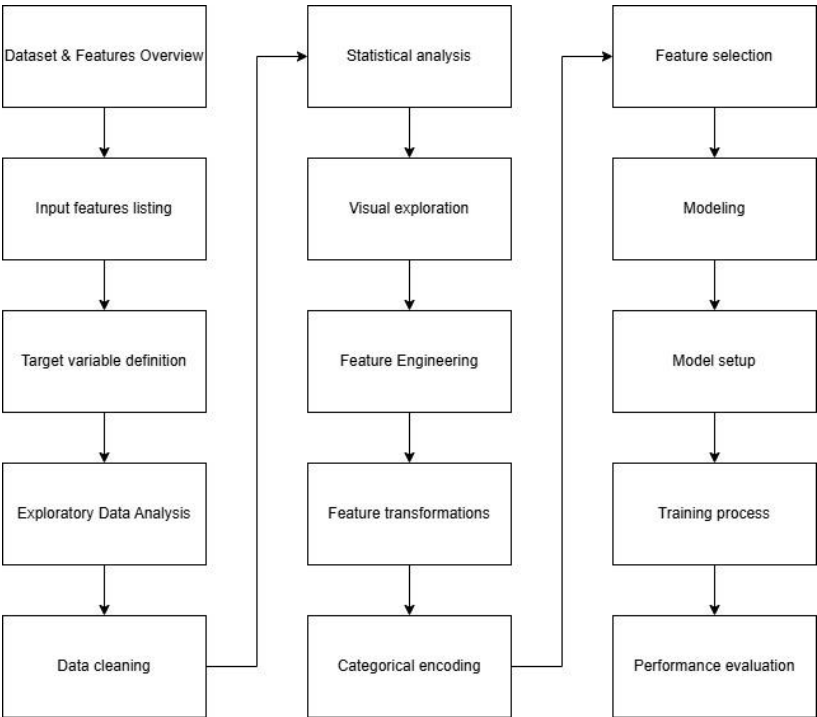 Dataset & Features Overview
Input features listing
Target variable definition
Exploratory Data Analysis
Data cleaning
Statistical analysis
Visual exploration
Feature Engineering
Feature transformations
Categorical encoding
Feature selection
Modeling
Model setup
Training process
Performance evaluation